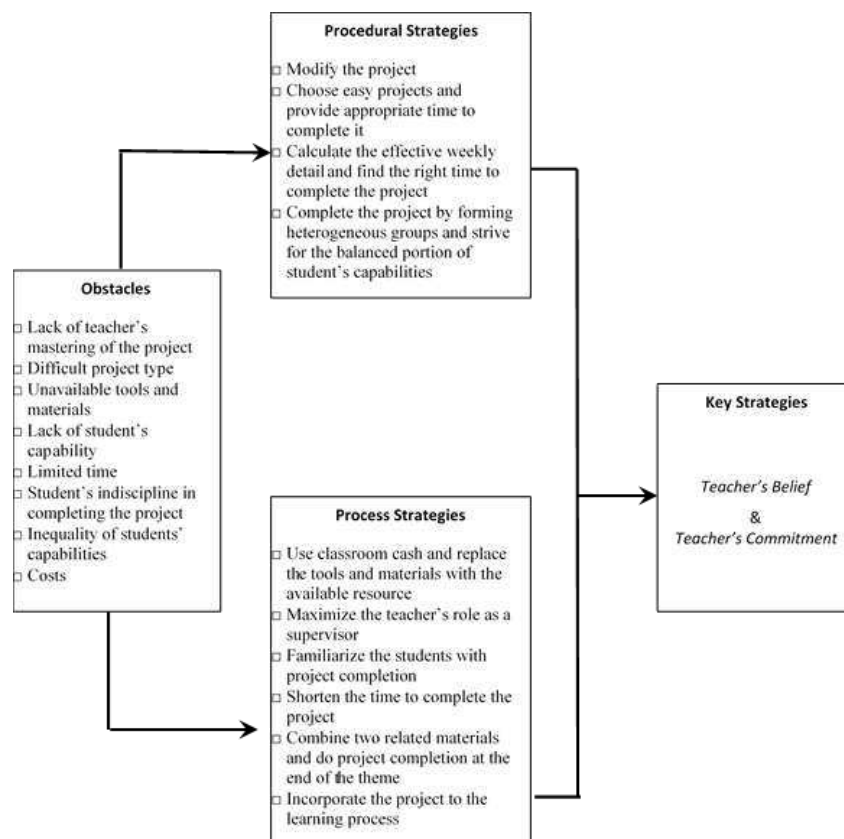 Procedural Strategies
□ Modify the project
□ Choose easy projects and
provide appropriate time to
complete it
□ Calculate the effective weekly
detail and find the right time to
complete the project
□ Complete the project by forming
heterogeneous groups and strive
for the balanced portion of
student's capabilities
Obstacles
□ Lack of teacher's
mastering of the project
□ Difficult project type
□ Unavailable tools and
materials
□ Lack of student's
capability
□ Limited time
□ Student's indiscipline in
completing the project
□ Inequality of students'
capabilities
□ Costs
Process Strategies
□ Use classroom cash and replace
the tools and materials with the
available resource
□ Maximize the teacher's role as a
supervisor
□ Familiarize the students with
project completion
□ Shorten the time to complete the
project
□ Combine two related materials
and do project completion at the
end of the theme
□ Incorporate the project to the
learning process
Key Strategies
Teacher's Belief
&
Teacher's Commitment